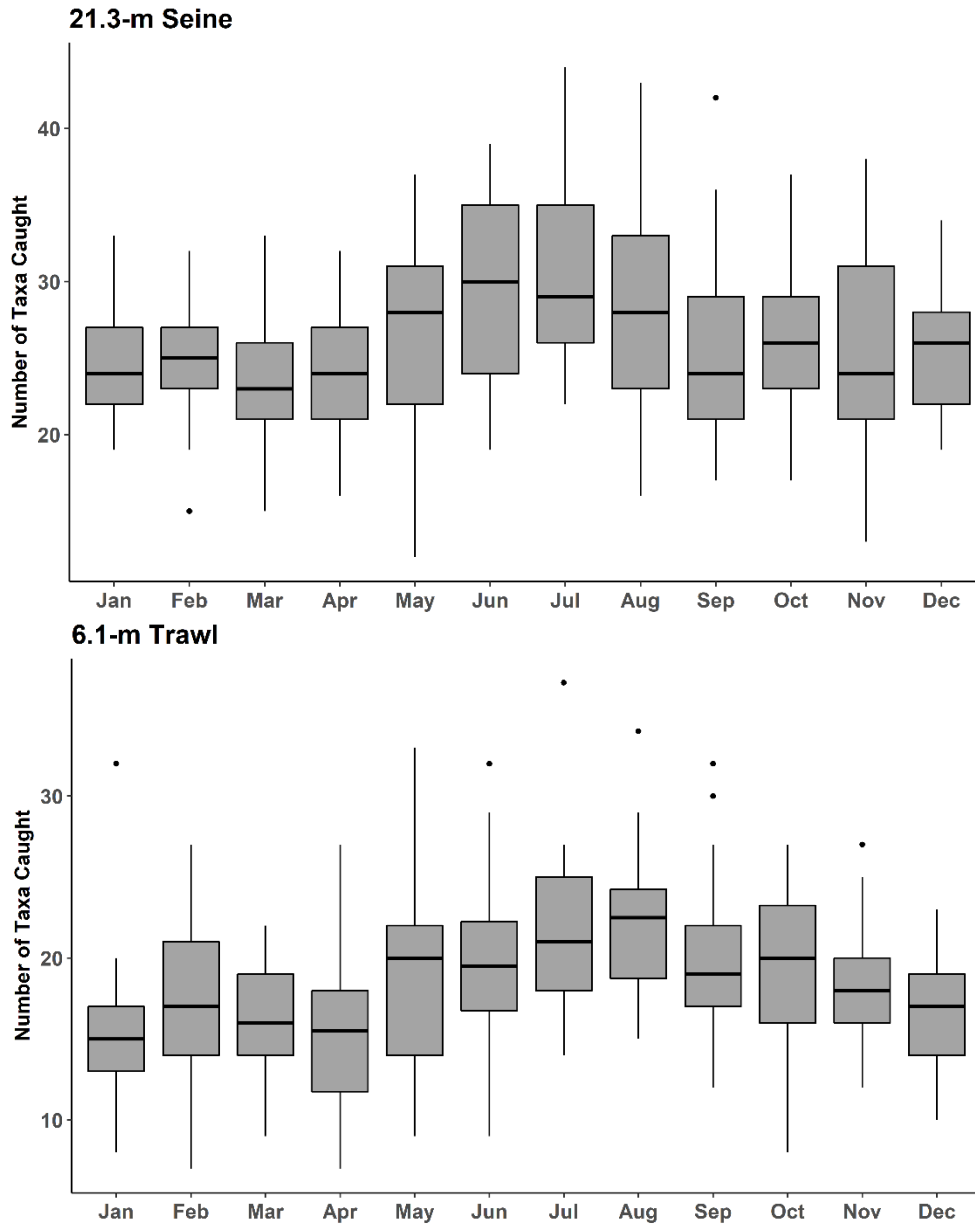 21.3-m Seine
Number of Taxa Caught
40
30
20
Jan Feb Mar Apr May Jun Jul Aug Sep Oct Nov Dec
6.1-m Trawl
Number of Taxa Caught
30
20
10
Jan Feb Mar Apr May Jun Jul Aug Sep Oct Nov Dec